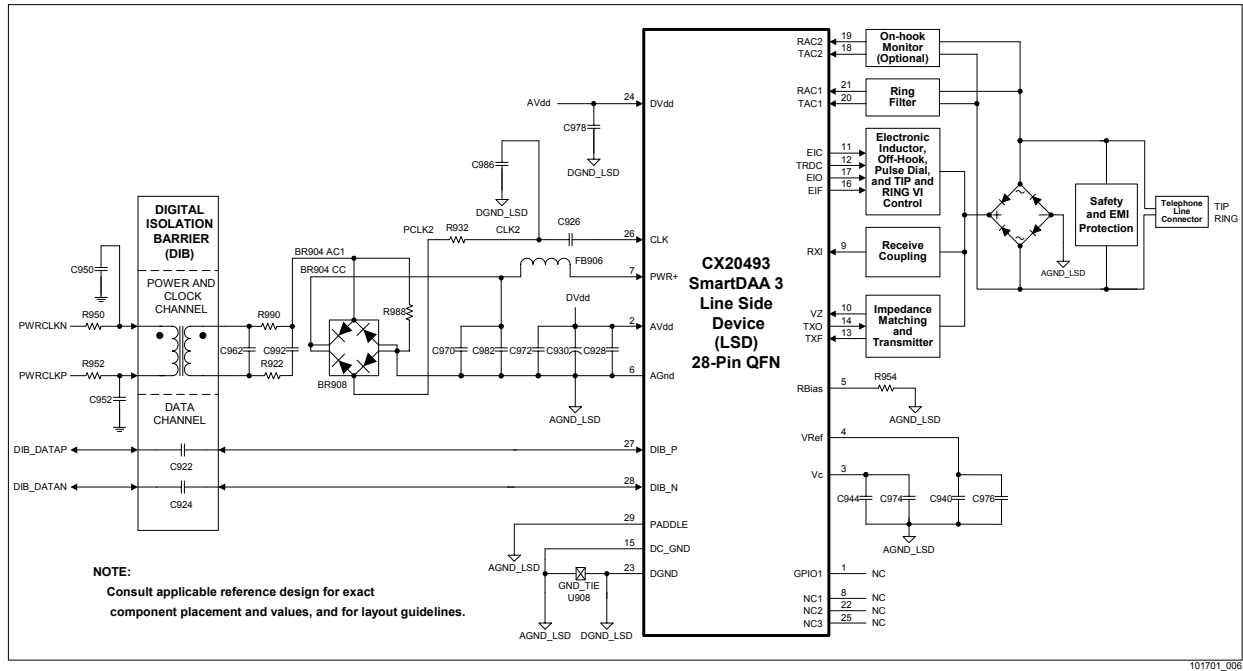 RAC2
19
TAC2
18
On-hook
Monitor
(Optional)
RAC1
21
TAC1
20
Ring
Filter
AVdd
24
DVdd
C978
DGND_LSD
EIC
11
TRDC
12
EIO
17
EIF
16
Electronic
Inductor,
Off-Hook,
Pulse Dial,
and TIP and
RING VI
Control
C986
DGND_LSD
Safety
and EMI
Protection
Telephone
Line
Connector
TIP
RING
DIGITAL
ISOLATION
BARRIER
(DIB)
PCLK2
R932
CLK2
C926
26
CLK
RXI
9
Receive
Coupling
AGND_LSD
BR904 AC1
FB906
C950
BR904 CC
7
PWR+
CX20493
SmartDAA 3
Line Side
Device
(LSD)
28-Pin QFN
POWER AND
CLOCK
CHANNEL
DVdd
R950
R990
R988
VZ
10
TXO
14
TXF
13
Impedance
Matching
and
Transmitter
PWRCLKN
2
AVdd
C962
C992
C970
C982
C972
C930
C928
R952
R922
PWRCLKP
BR908
6
AGnd
C952
RBias
5
R954
AGND_LSD
AGND_LSD
DATA
CHANNEL
VRef
4
DIB_DATAP
C922
27
DIB_P
Vc
3
DIB_DATAN
C924
28
DIB_N
C944
C974
C940
C976
AGND_LSD
29
PADDLE
15
DC_GND
AGND_LSD
23
DGND
GND_TIE
U908
AGND_LSD
DGND_LSD
GPIO1
1
NC
NC1
8
NC
NC2
22
NC
NC3
25
NC
NOTE:
Consult applicable reference design for exact
component placement and values, and for layout guidelines.
101701_006